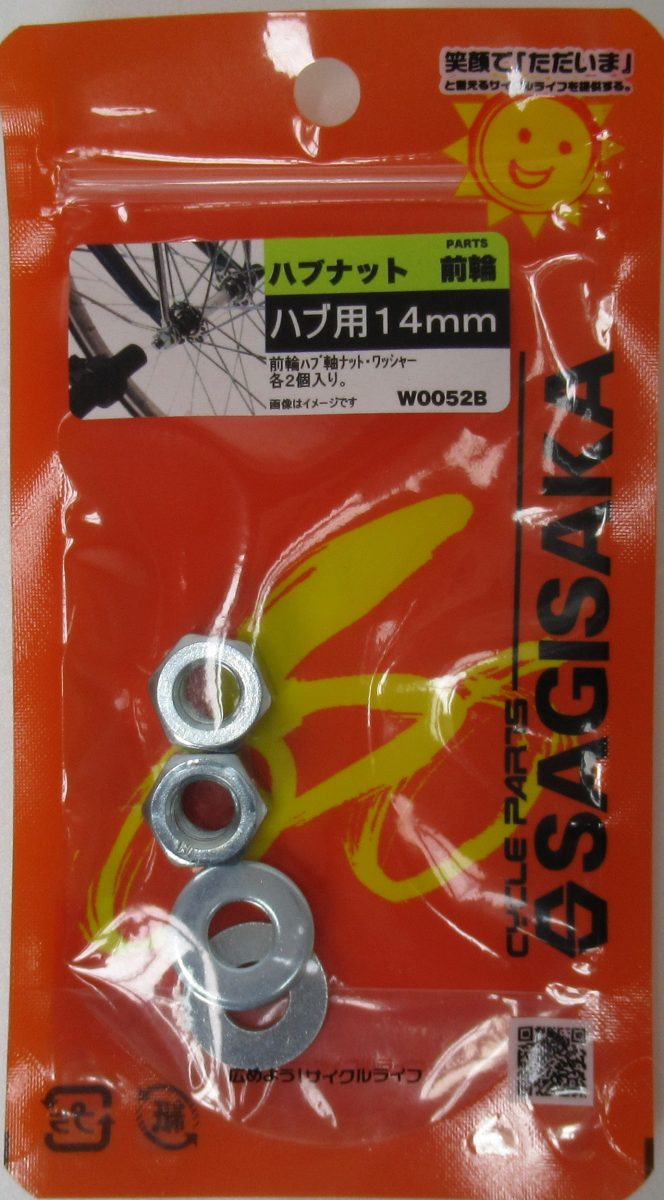 笑顔で「ただいま」
と言えるサイクルライフを提供する。
PARTS
ハブナット 前輪
ハブ用14mm
前輪ハブ軸ナット・ワッシャー
各2個入り。
画像はイメージです W0052B
CYCLE PARTS
SAGISAKA
広めよう!サイクルライフ
プラ